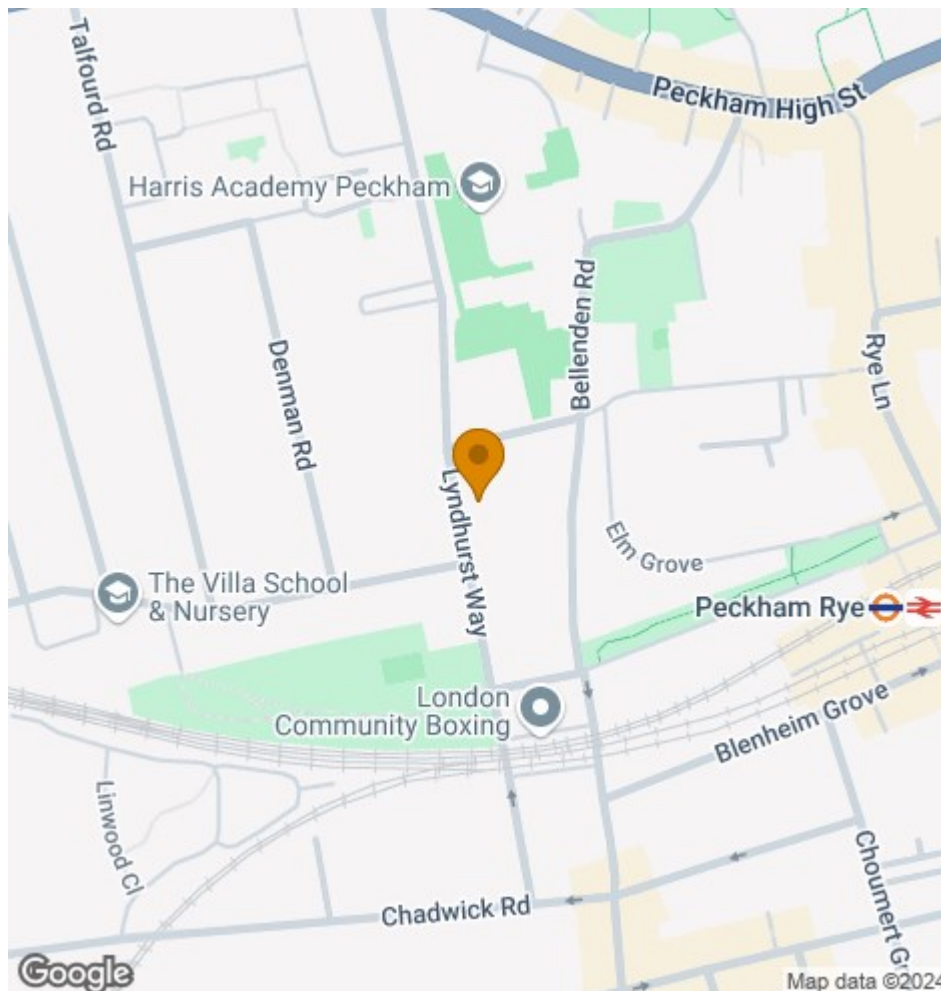 Talfourd Rd
Peckham High St
Harris Academy Peckham
Bellenden Rd
Rye Ln
Denman Rd
Lyndhurst Way
Elm Grove
The Villa School
& Nursery
Peckham Rye
London
Community Boxing
Blenheim Grove
Linwood Cl
Choumert Gr
Chadwick Rd
Google
Map data ©2024